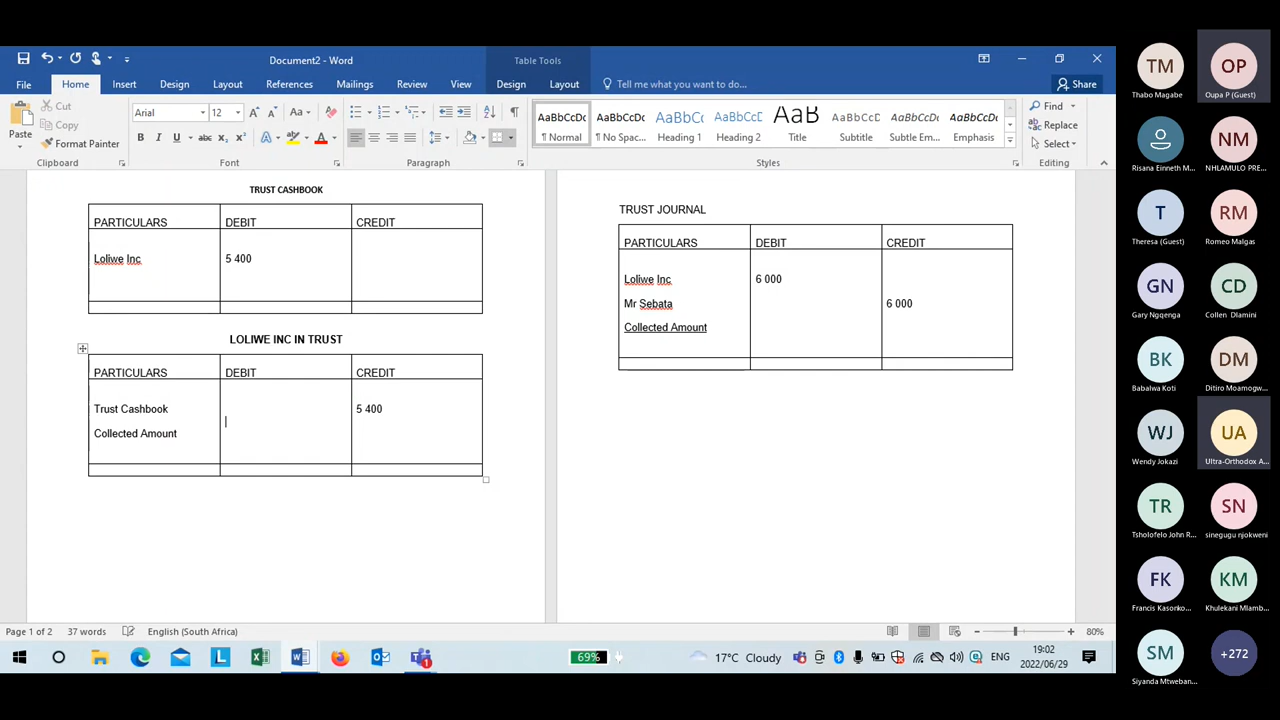 Document2 - Word
Table Tools
File
Home
Insert
Design
Layout
References
Mailings
Review
View
Design
Layout
Tell me what you want to do...
Share
Paste
Cut
Copy
Format Painter
Clipboard
Arial
12
Font
Paragraph
AaBbCcDc
¶ Normal
AaBbCcDc
¶ No Spac...
AaBbCc
Heading 1
AaBbCcD
Heading 2
AaB
Title
AaBbCcD
Subtitle
AaBbCcDc
Subtle Em...
AaBbCcDc
Emphasis
Styles
Find
Replace
Select
Editing
TRUST CASHBOOK
PARTICULARS DEBIT CREDIT
Loliwe Inc 5 400
LOLIWE INC IN TRUST
PARTICULARS DEBIT CREDIT
Trust Cashbook 5 400
Collected Amount
TRUST JOURNAL
PARTICULARS DEBIT CREDIT
Loliwe Inc 6 000
Mr Sebata 6 000
Collected Amount
Page 1 of 2 37 words English (South Africa)
80%
69%
17°C Cloudy
ENG
19:02
2022/06/29
TM
Thabo Magabe
OP
Oupa P (Guest)
Risana Einneth M...
NM
NHLAMULO PRE...
T
Theresa (Guest)
RM
Romeo Malgas
GN
Gary Ngqenga
CD
Collen Dlamini
BK
Babalwa Koti
DM
Ditiro Moamogw...
WJ
Wendy Jokazi
UA
Ultra-Orthodox A...
TR
Tsholofelo John R...
SN
sinegugu njokweni
FK
Francis Kasonko...
KM
Khulekani Mlamb...
SM
Siyanda Mtweban...
+272